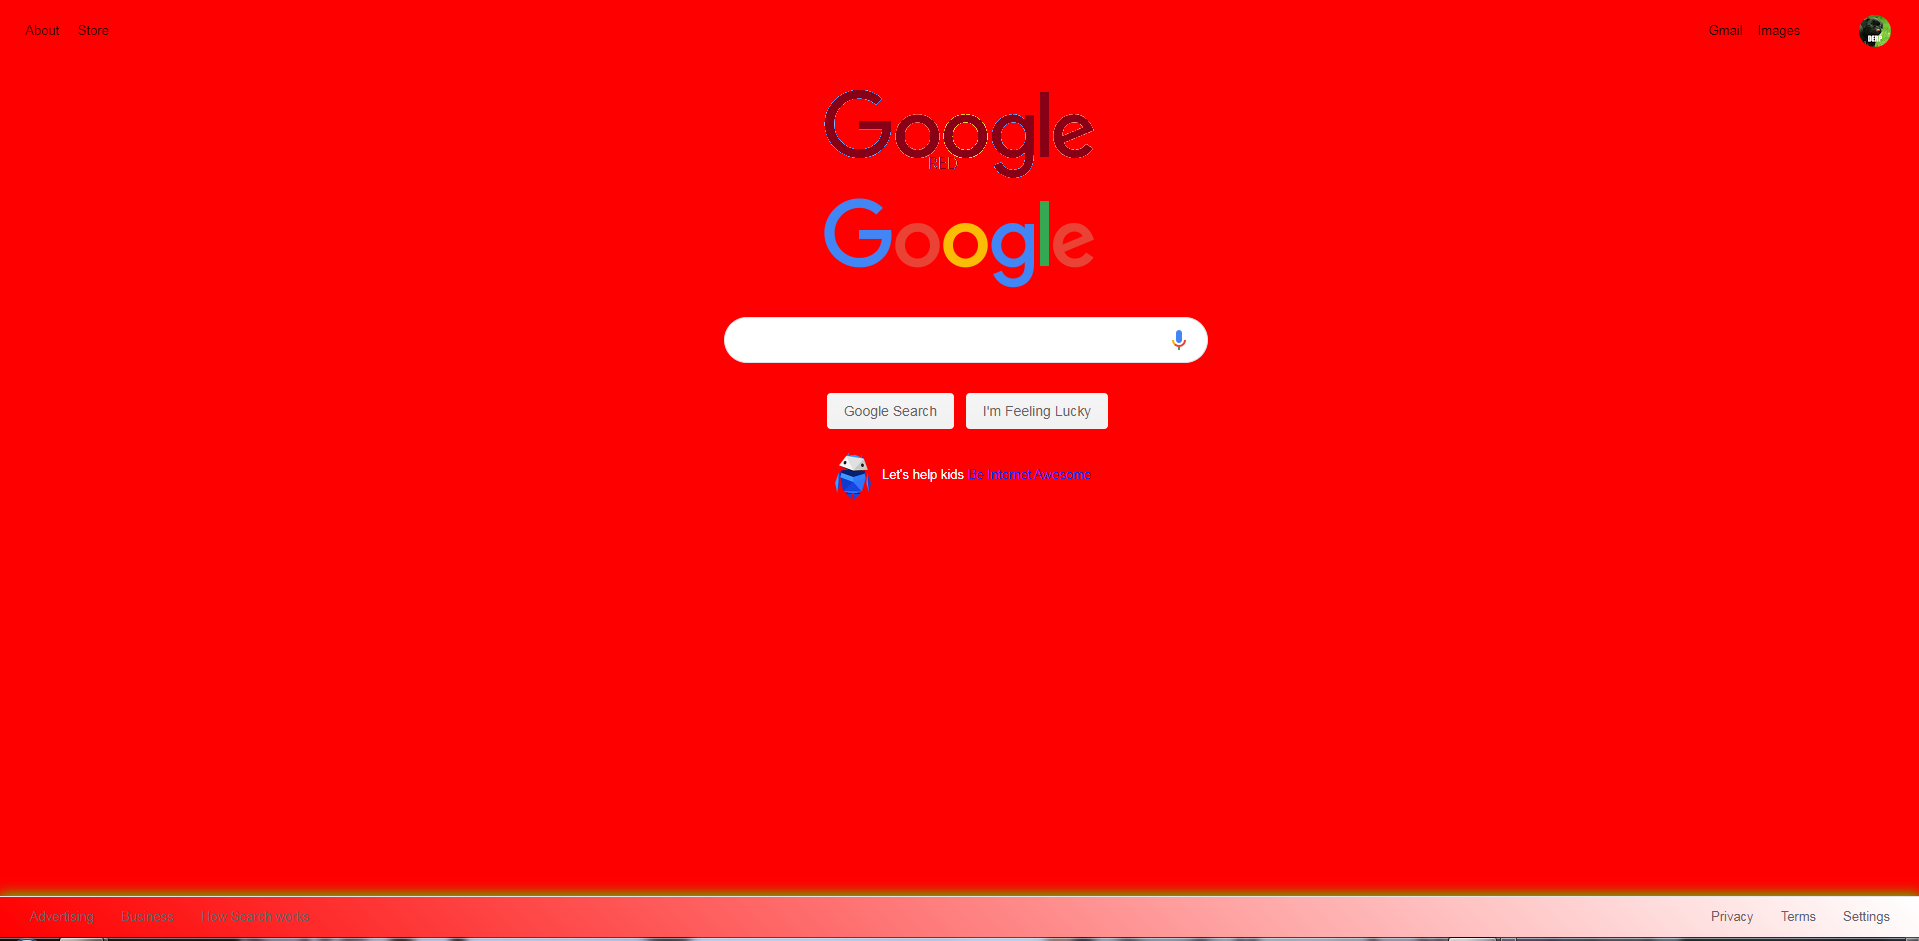 About Store Gmail Images
DERP
Google
RED
Google
Google Search I'm Feeling Lucky
Let's help kids Be Internet Awesome
Advertising Business How Search works Privacy Terms Settings